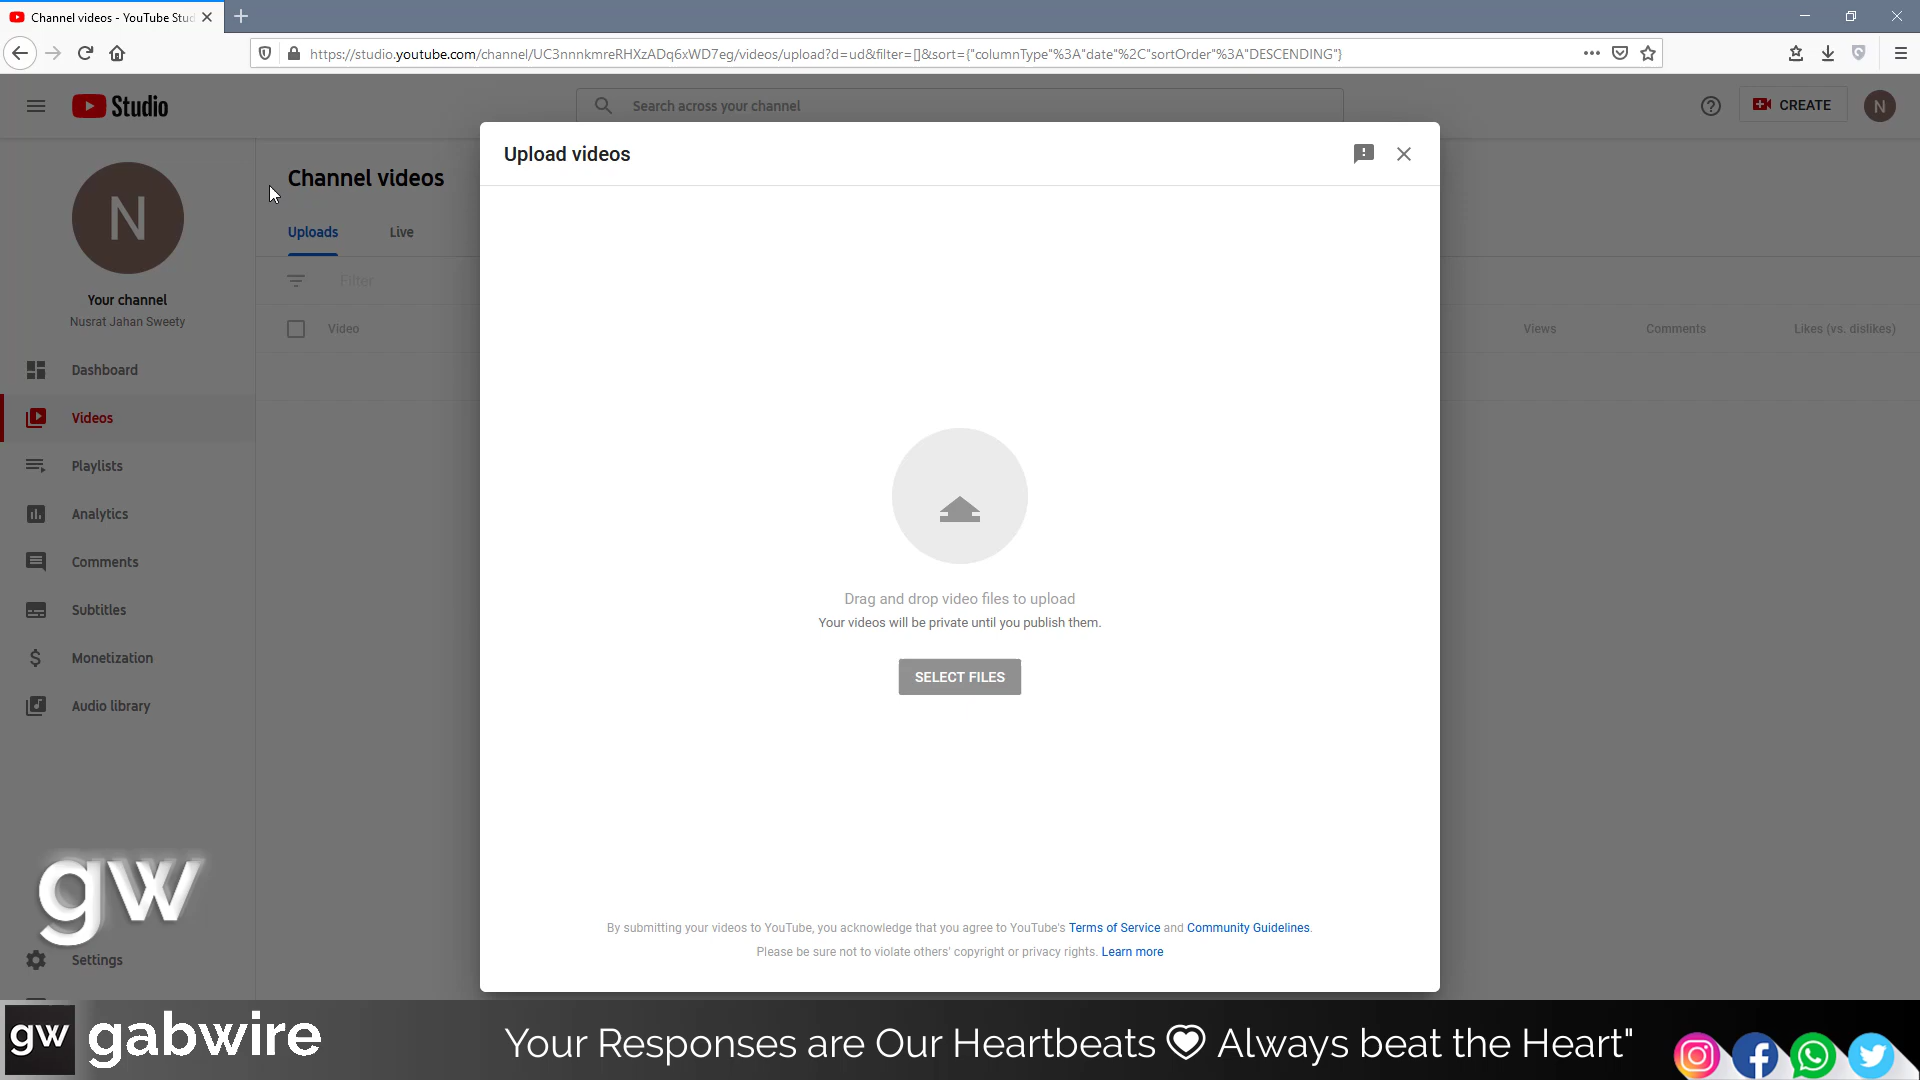 Channel videos - YouTube Stud
https://studio.youtube.com/channel/UC3nnnkmreRHXzADq6xWD7eg/videos/upload?d=ud&filter=[]&sort={"columnType"%3A"date"%2C"sortOrder"%3A"DESCENDING"}
Studio
Search across your channel
CREATE
N
Upload videos
N
Your channel
Nusrat Jahan Sweety
Dashboard
Videos
Playlists
Analytics
Comments
Subtitles
Monetization
Audio library
Settings
Channel videos
Uploads Live
Filter
Video
Views Comments Likes (vs. dislikes)
Drag and drop video files to upload
Your videos will be private until you publish them.
SELECT FILES
By submitting your videos to YouTube, you acknowledge that you agree to YouTube's Terms of Service and Community Guidelines.
Please be sure not to violate others' copyright or privacy rights. Learn more
gw
gw gabwire
Your Responses are Our Heartbeats Always beat the Heart"